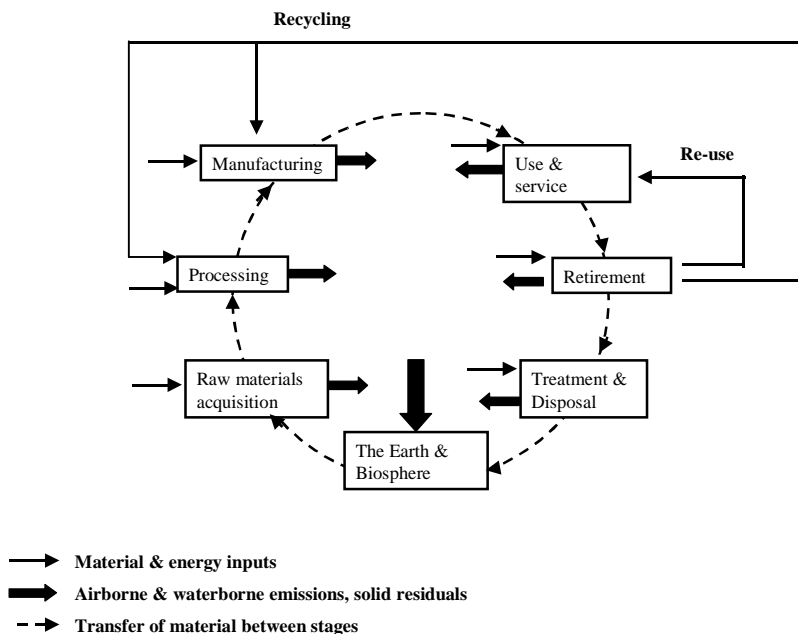 Recycling
Manufacturing
Use &
service
Re-use
Processing
Retirement
Raw materials
acquisition
Treatment &
Disposal
The Earth &
Biosphere
Material & energy inputs
Airborne & waterborne emissions, solid residuals
Transfer of material between stages